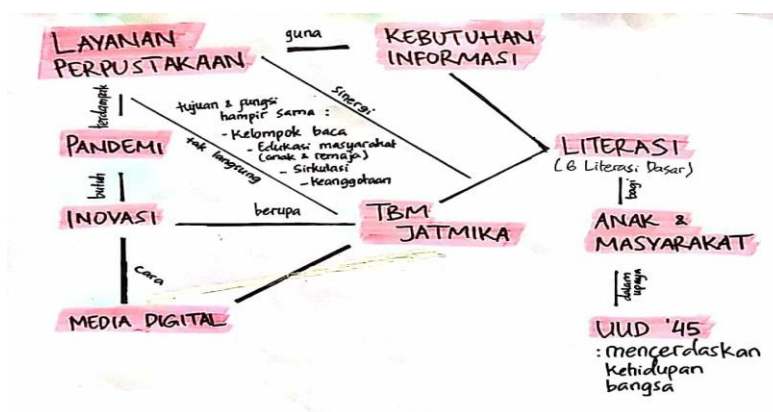 LAYANAN
PERPUSTAKAAN
guna
KEBUTUHAN
INFORMASI
terdampak
tujuan & fungsi
hampir sama :
- Kelompok baca
- Edukasi masyarakat
(anak & remaja)
- Sirkulasi
- Keanggotaan
Sinergi
tak langsung
PANDEMI
butuh
INOVASI
berupa
TBM
JATMIKA
cara
MEDIA DIGITAL
LITERASI
(6 Literasi Dasar)
bagi
ANAK &
MASYARAKAT
dalam
upaya
UUD '45
: mencerdaskan
kehidupan
bangsa